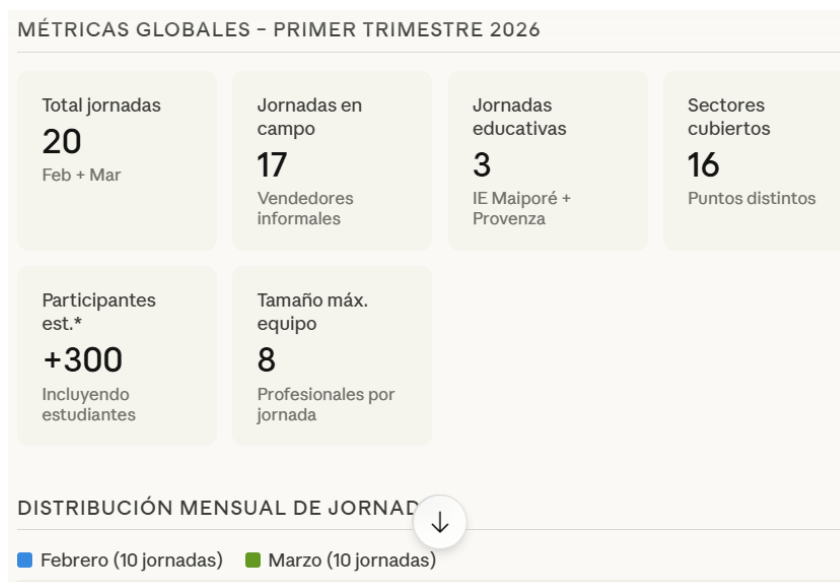 MÉTRICAS GLOBALES – PRIMER TRIMESTRE 2026
Total jornadas
20
Feb + Mar
Jornadas en
campo
17
Vendedores
informales
Jornadas
educativas
3
IE Maiporé +
Provenza
Sectores
cubiertos
16
Puntos distintos
Participantes
est.*
+300
Incluyendo
estudiantes
Tamaño máx.
equipo
8
Profesionales por
jornada
DISTRIBUCIÓN MENSUAL DE
Febrero (10 jornadas)
Marzo (10 jornadas)